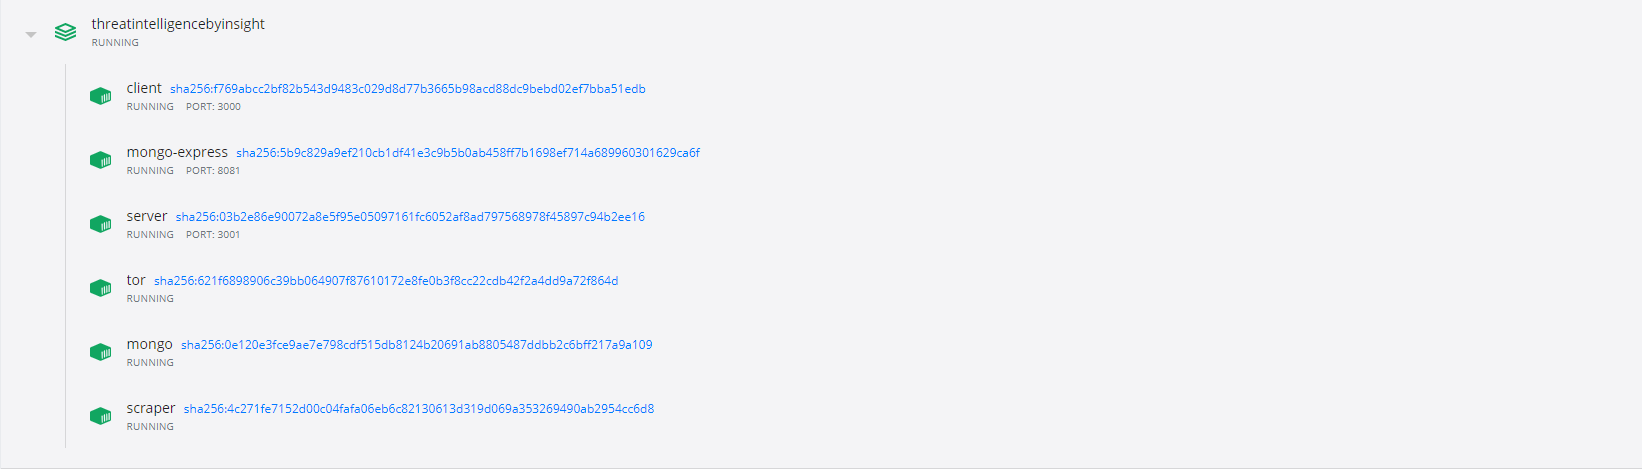 threatintelligencebyinsight
RUNNING
client sha256:f769abcc2bf82b543d9483c029d8d77b3665b98acd88dc9bebd02ef7bba51edb
RUNNING PORT: 3000
mongo-express sha256:5b9c829a9ef210cb1df41e3c9b5b0ab458ff7b1698ef714a689960301629ca6f
RUNNING PORT: 8081
server sha256:03b2e86e90072a8e5f95e05097161fc6052af8ad797568978f45897c94b2ee16
RUNNING PORT: 3001
tor sha256:621f6898906c39bb064907f87610172e8fe0b3f8cc22cdb42f2a4dd9a72f864d
RUNNING
mongo sha256:0e120e3fce9ae7e798cdf515db8124b20691ab8805487ddbb2c6bff217a9a109
RUNNING
scraper sha256:4c271fe7152d00c04fafa06eb6c82130613d319d069a353269490ab2954cc6d8
RUNNING